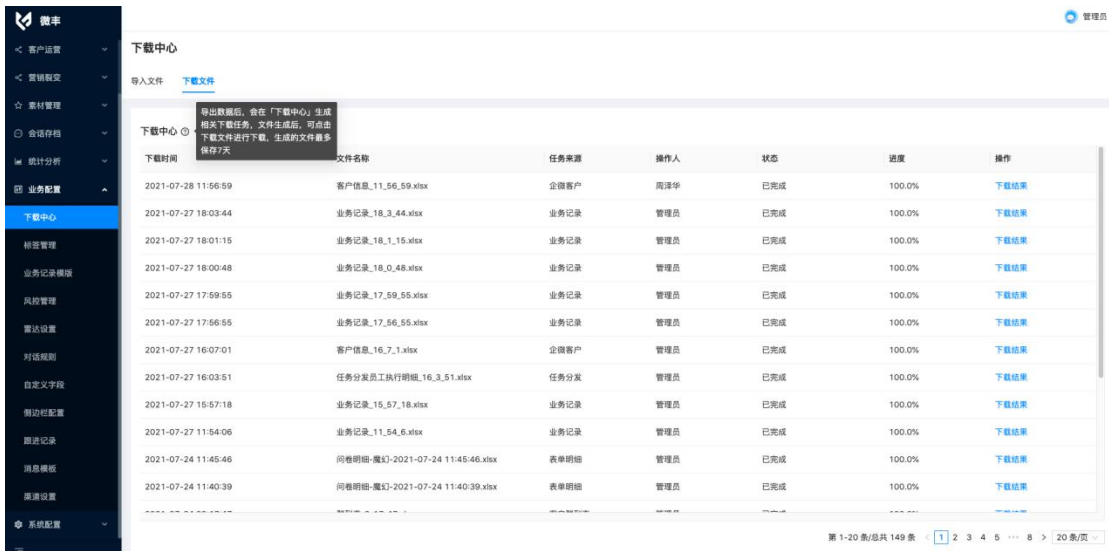 微丰
管理员
客户运营
营销裂变
素材管理
会话存档
统计分析
业务配置
下载中心
标签管理
业务记录模版
风控管理
雷达设置
对话规则
自定义字段
侧边栏配置
跟进记录
消息模板
渠道设置
系统配置
下载中心
导入文件 下载文件
导出数据后，会在「下载中心」生成
相关下载任务，文件生成后，可点击
下载文件进行下载，生成的文件最多
保存7天
下载中心
下载时间 文件名称 任务来源 操作人 状态 进度 操作
2021-07-28 11:56:59 客户信息_11_56_59.xlsx 企微客户 周泽华 已完成 100.0% 下载结果
2021-07-27 18:03:44 业务记录_18_3_44.xlsx 业务记录 管理员 已完成 100.0% 下载结果
2021-07-27 18:01:15 业务记录_18_1_15.xlsx 业务记录 管理员 已完成 100.0% 下载结果
2021-07-27 18:00:48 业务记录_18_0_48.xlsx 业务记录 管理员 已完成 100.0% 下载结果
2021-07-27 17:59:55 业务记录_17_59_55.xlsx 业务记录 管理员 已完成 100.0% 下载结果
2021-07-27 17:56:55 业务记录_17_56_55.xlsx 业务记录 管理员 已完成 100.0% 下载结果
2021-07-27 16:07:01 客户信息_16_7_1.xlsx 企微客户 管理员 已完成 100.0% 下载结果
2021-07-27 16:03:51 任务分发员工执行明细_16_3_51.xlsx 任务分发 管理员 已完成 100.0% 下载结果
2021-07-27 15:57:18 业务记录_15_57_18.xlsx 业务记录 管理员 已完成 100.0% 下载结果
2021-07-27 11:54:06 业务记录_11_54_6.xlsx 业务记录 管理员 已完成 100.0% 下载结果
2021-07-24 11:45:46 问卷明细-魔幻-2021-07-24 11:45:46.xlsx 表单明细 管理员 已完成 100.0% 下载结果
2021-07-24 11:40:39 问卷明细-魔幻-2021-07-24 11:40:39.xlsx 表单明细 管理员 已完成 100.0% 下载结果
第 1-20 条/总共 149 条 < 1 2 3 4 5 ··· 8 > 20 条/页